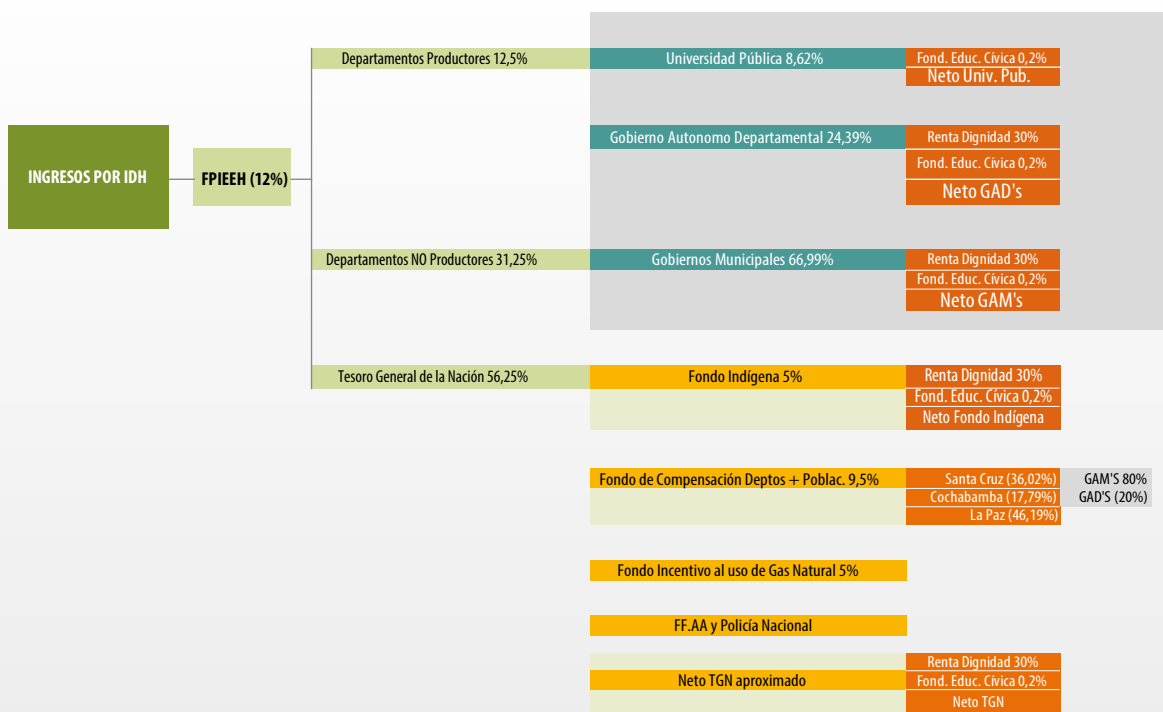 INGRESOS POR IDH
FPIEEH (12%)
Departamentos Productores 12,5%
Departamentos NO Productores 31,25%
Tesoro General de la Nación 56,25%
Universidad Pública 8,62%
Fond. Educ. Cívica 0,2%
Neto Univ. Pub.
Gobierno Autonomo Departamental 24,39%
Renta Dignidad 30%
Fond. Educ. Cívica 0,2%
Neto GAD's
Gobiernos Municipales 66,99%
Renta Dignidad 30%
Fond. Educ. Cívica 0,2%
Neto GAM's
Fondo Indígena 5%
Renta Dignidad 30%
Fond. Educ. Cívica 0,2%
Neto Fondo Indígena
Fondo de Compensación Deptos + Poblac. 9,5%
Santa Cruz (36,02%)
Cochabamba (17,79%)
La Paz (46,19%)
GAM'S 80%
GAD'S (20%)
Fondo Incentivo al uso de Gas Natural 5%
FF.AA y Policía Nacional
Neto TGN aproximado
Renta Dignidad 30%
Fond. Educ. Cívica 0,2%
Neto TGN